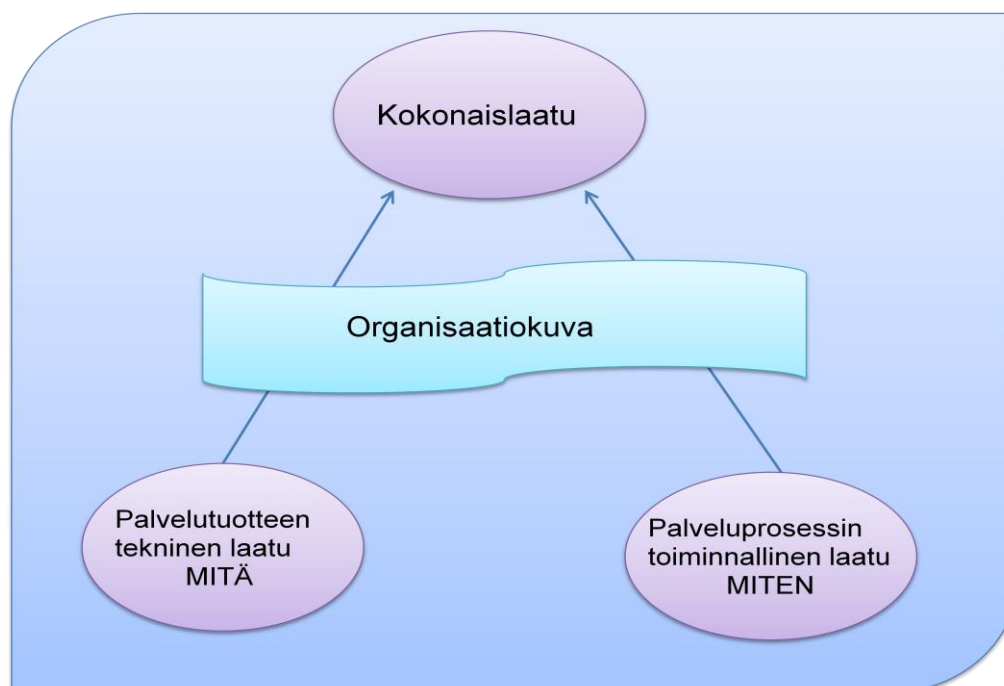 Kokonaislaatu
Organisaatiokuva
Palvelutuotteen
tekninen laatu
MITÄ
Palveluprosessin
toiminnallinen laatu
MITEN